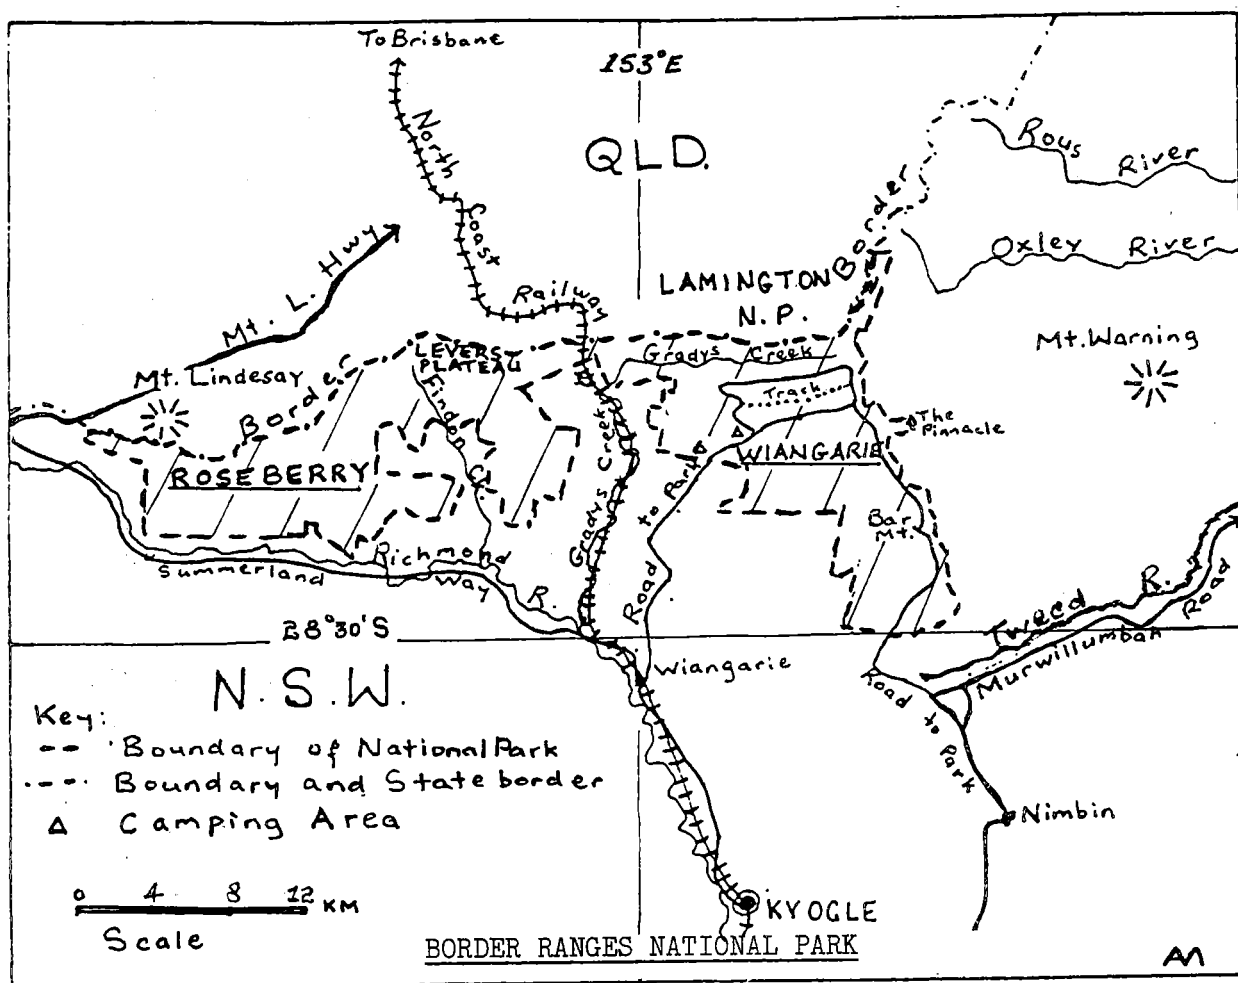 To Brisbane
153°E
QLD.
North Coast Railway
Rous River
Border
Oxley River
LAMINGTON
N.P.
Mt. L. Hwy
Mt. Warning
LEVERS
PLATEAU
Gradys Creek
Mt. Lindesay
Border
Track
The
Pinnacle
Findon C.
ROSEBERRY
WIANGARIE
Gradys Creek
Road to Park
Bar
Mt.
Richmond R.
Summerland Way
Tweed R.
Murwillumbah Road
28°30'S
Wiangarie
N.S.W.
Road to Park
Key:
Boundary of National Park
Boundary and State border
Camping Area
Nimbin
0 4 8 12 KM
Scale
KYOGLE
BORDER RANGES NATIONAL PARK